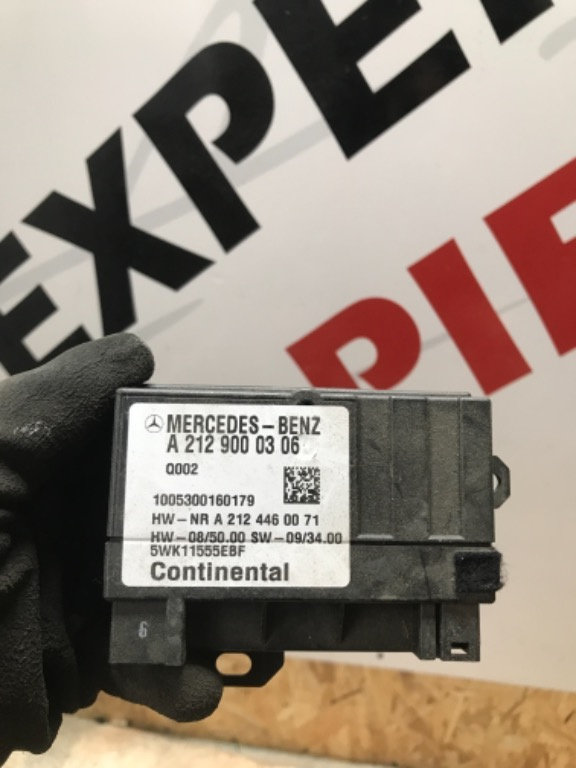 EXPE
PIE
MERCEDES-BENZ
A 212 900 03 06
Q002
1005300160179
HW-NR A 212 446 00 71
HW-08/50.00 SW-09/34.00
5WK11555EBF
Continental
6